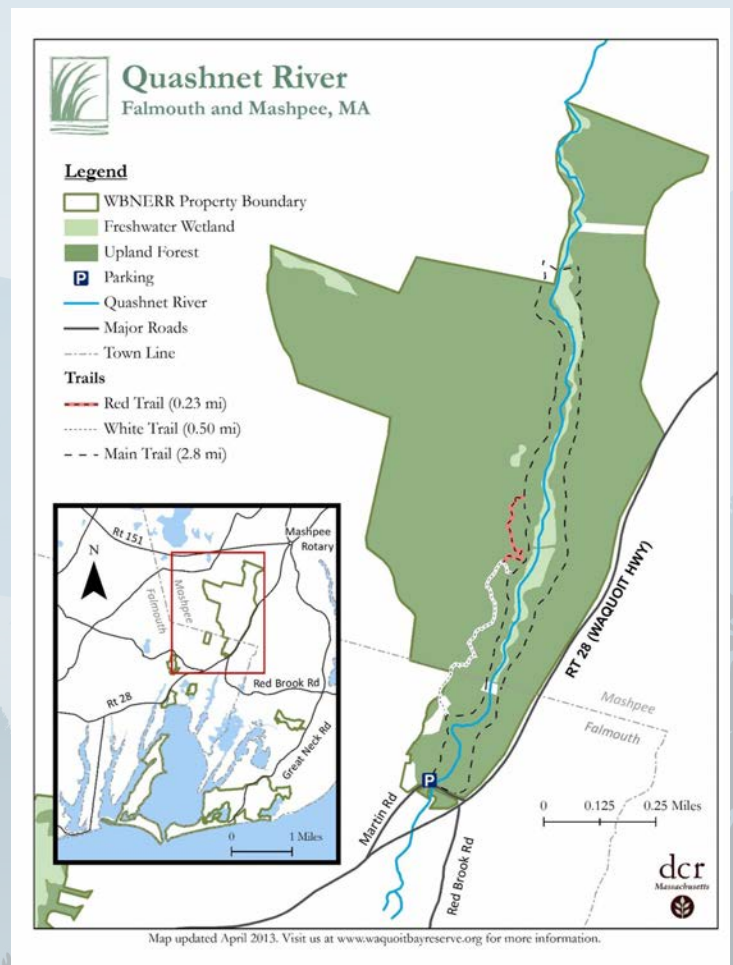 Quashnet River
Falmouth and Mashpee, MA
Legend
WBNERR Property Boundary
Freshwater Wetland
Upland Forest
P Parking
Quashnet River
Major Roads
Town Line
Trails
Red Trail (0.23 mi)
White Trail (0.50 mi)
Main Trail (2.8 mi)
Rt 151
Mashpee
Rotary
N
Mashpee
Falmouth
Red Brook Rd
Rt 28
Great Neck Rd
0 1 Miles
RT 28 (WAQUOIT HWY)
Mashpee
Falmouth
P
Martin Rd
Red Brook Rd
0 0.125 0.25 Miles
dcr
Massachusetts
Map updated April 2013. Visit us at www.waquoitbayreserve.org for more information.